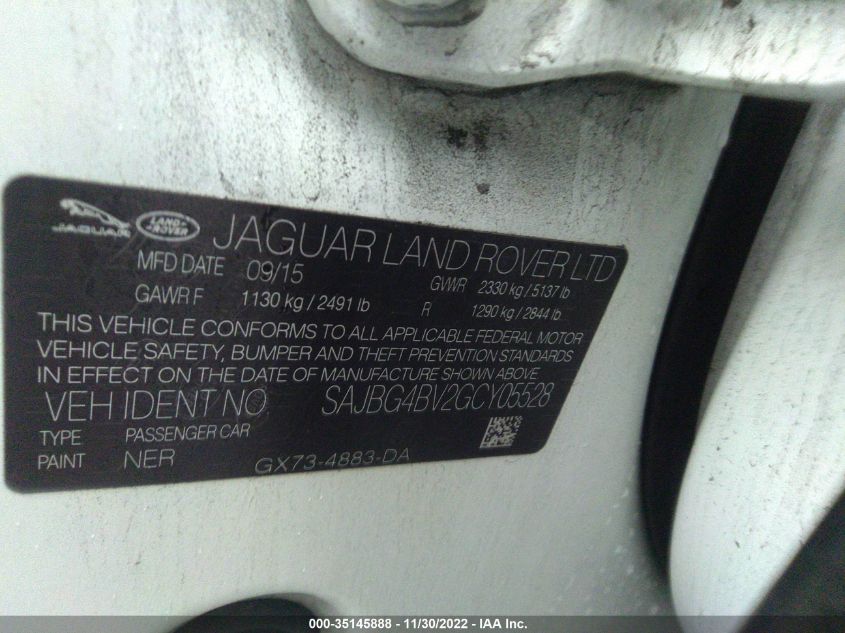 JAGUAR LAND-ROVER JAGUAR LAND ROVER LTD
MFD DATE 09/15 GVWR 2330 kg / 5137 lb
GAWR F 1130 kg / 2491 lb R 1290 kg / 2844 lb
THIS VEHICLE CONFORMS TO ALL APPLICABLE FEDERAL MOTOR
VEHICLE SAFETY, BUMPER AND THEFT PREVENTION STANDARDS
IN EFFECT ON THE DATE OF MANUFACTURE SHOWN ABOVE.
VEH IDENT NO SAJBG4BV2GCY05528
TYPE PASSENGER CAR
PAINT NER GX73-4883-DA
000-35145888 - 11/30/2022 - IAA Inc.